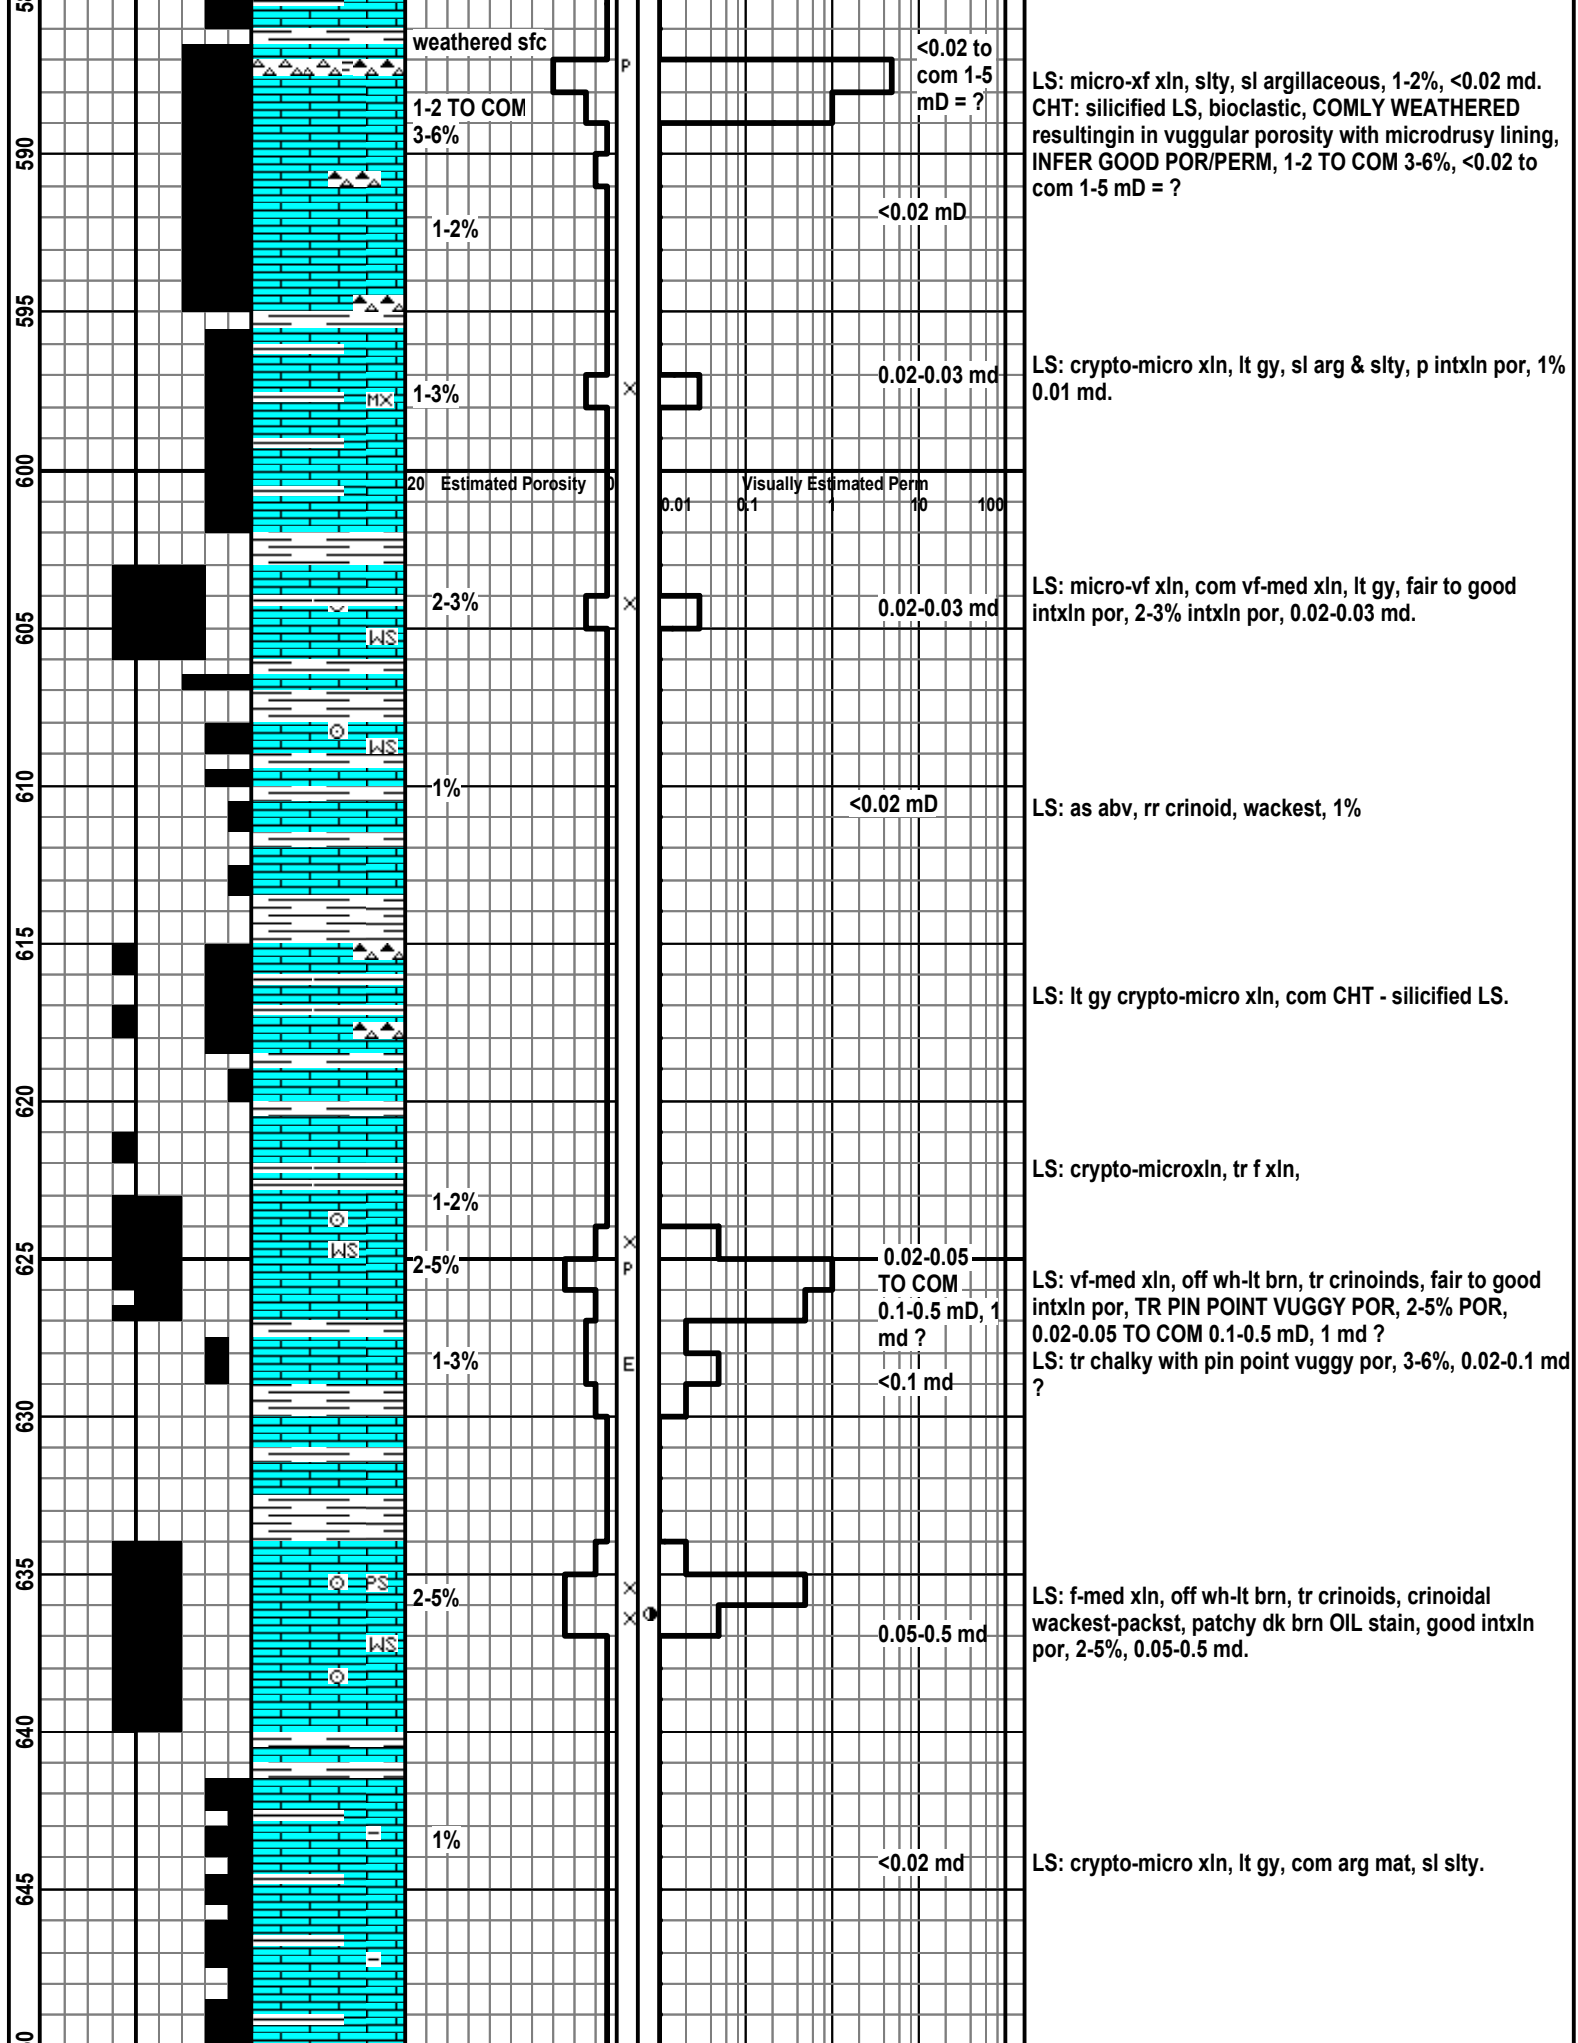 58
weathered sfc
P
<0.02 to
com 1-5
mD = ?
1-2 TO COM
3-6%
LS: micro-xf xln, slty, sl argillaceous, 1-2%, <0.02 md.
CHT: silicified LS, bioclastic, COMLY WEATHERED
resultingin in vuggular porosity with microdrusy lining,
INFER GOOD POR/PERM, 1-2 TO COM 3-6%, <0.02 to
com 1-5 mD = ?
590
1-2%
<0.02 mD
595
1-3%
MX
X
0.02-0.03 md
LS: crypto-micro xln, lt gy, sl arg & slty, p intxln por, 1%
0.01 md.
600
20 Estimated Porosity 0
Visually Estimated Perm
0.01 0.1 1 10 100
2-3%
X
0.02-0.03 md
LS: micro-vf xln, com vf-med xln, lt gy, fair to good
intxln por, 2-3% intxln por, 0.02-0.03 md.
605
WS
WS
610
1%
<0.02 mD
LS: as abv, rr crinoid, wackest, 1%
615
LS: lt gy crypto-micro xln, com CHT - silicified LS.
620
LS: crypto-microxln, tr f xln,
1-2%
WS
X
625
2-5%
P
0.02-0.05
TO COM
0.1-0.5 mD, 1
md ?
LS: vf-med xln, off wh-lt brn, tr crinoinds, fair to good
intxln por, TR PIN POINT VUGGY POR, 2-5% POR,
0.02-0.05 TO COM 0.1-0.5 mD, 1 md ?
1-3%
E
<0.1 md
LS: tr chalky with pin point vuggy por, 3-6%, 0.02-0.1 md
?
630
635
PS
2-5%
X
X
WS
0.05-0.5 md
LS: f-med xln, off wh-lt brn, tr crinoids, crinoidal
wackest-packst, patchy dk brn OIL stain, good intxln
por, 2-5%, 0.05-0.5 md.
640
1%
<0.02 md
LS: crypto-micro xln, lt gy, com arg mat, sl slty.
645